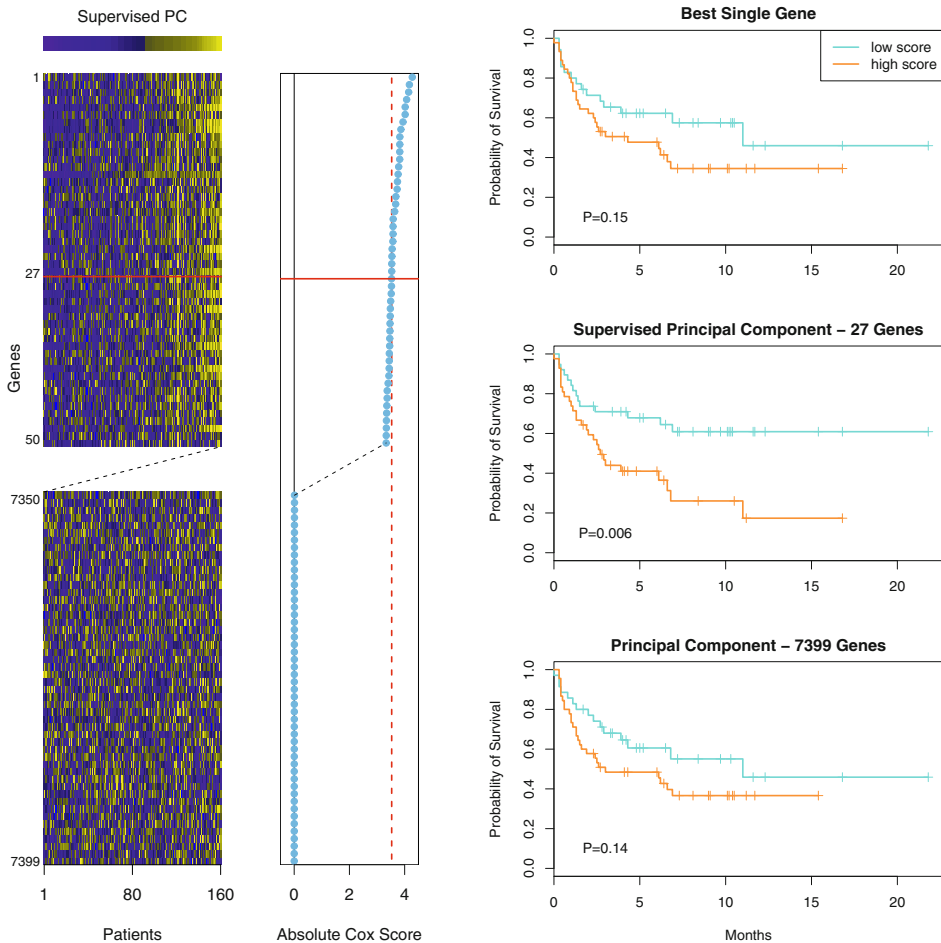 Supervised PC
1
27
50
7350
7399
Genes
1 80 160
Patients
0 2 4
Absolute Cox Score
Best Single Gene
low score
high score
Probability of Survival
0.0 0.2 0.4 0.6 0.8 1.0
P=0.15
0 5 10 15 20
Supervised Principal Component − 27 Genes
Probability of Survival
0.0 0.2 0.4 0.6 0.8 1.0
P=0.006
0 5 10 15 20
Principal Component − 7399 Genes
Probability of Survival
0.0 0.2 0.4 0.6 0.8 1.0
P=0.14
0 5 10 15 20
Months